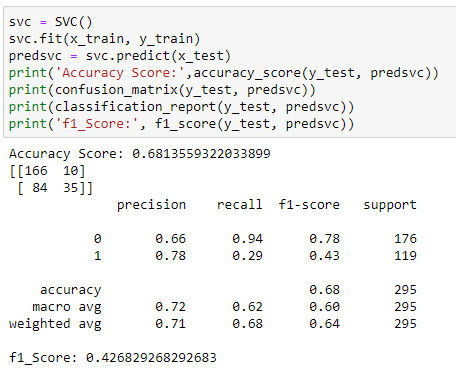 svc = SVC()
svc.fit(x_train, y_train)
predsvc = svc.predict(x_test)
print('Accuracy Score:',accuracy_score(y_test, predsvc))
print(confusion_matrix(y_test, predsvc))
print(classification_report(y_test, predsvc))
print('f1_Score:', f1_score(y_test, predsvc))
Accuracy Score: 0.6813559322033899
[[166  10]
 [ 84  35]]
              precision    recall  f1-score   support
           0       0.66      0.94      0.78       176
           1       0.78      0.29      0.43       119
    accuracy                           0.68       295
   macro avg       0.72      0.62      0.60       295
weighted avg       0.71      0.68      0.64       295
f1_Score: 0.426829268292683